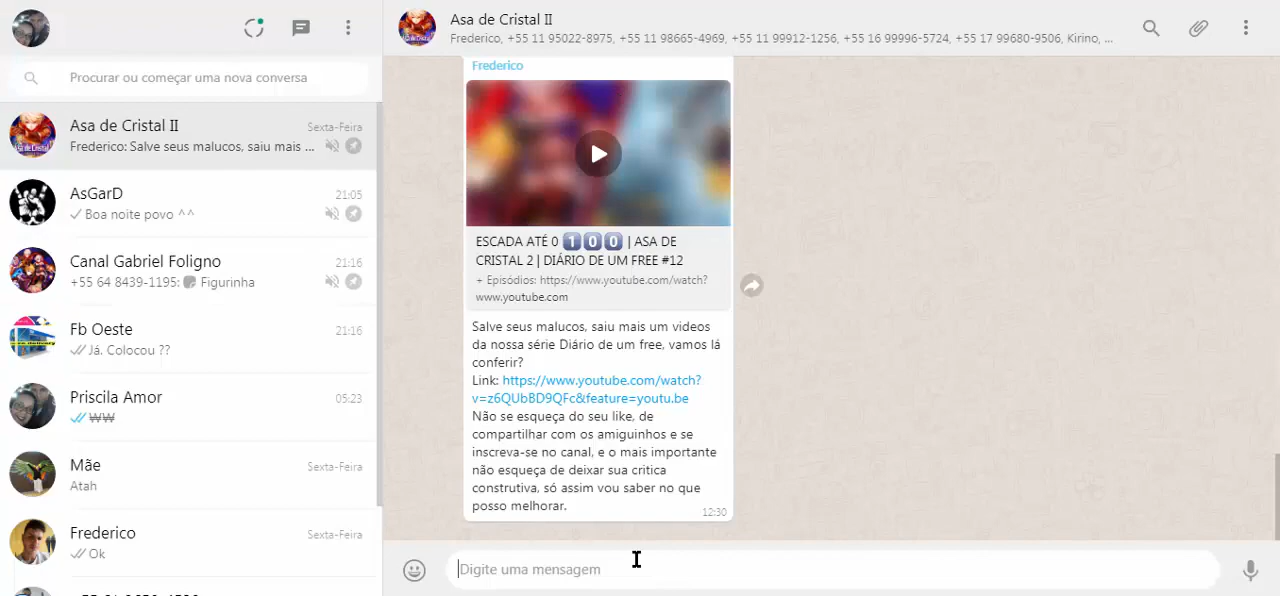 Procurar ou começar uma nova conversa
Asa de Cristal II
Sexta-Feira
Frederico: Salve seus malucos, saiu mais ...
AsGarD
21:05
Boa noite povo ^^
Canal Gabriel Foligno
21:16
+55 64 8439-1195: Figurinha
Fb Oeste
21:16
Já. Colocou ??
Priscila Amor
05:23
WW
Mãe
Sexta-Feira
Atah
Frederico
Sexta-Feira
Ok
Asa de Cristal II
Frederico, +55 11 95022-8975, +55 11 98665-4969, +55 11 99912-1256, +55 16 99996-5724, +55 17 99680-9506, Kirino, ...
Frederico
ESCADA ATÉ 0 1 0 0 | ASA DE
CRISTAL 2 | DIÁRIO DE UM FREE #12
+ Episódios: https://www.youtube.com/watch?
www.youtube.com
Salve seus malucos, saiu mais um videos
da nossa série Diário de um free, vamos lá
conferir?
Link: https://www.youtube.com/watch?
v=z6QUbBD9QFc&feature=youtu.be
Não se esqueça do seu like, de
compartilhar com os amiguinhos e se
inscreva-se no canal, e o mais importante
não esqueça de deixar sua critica
construtiva, só assim vou saber no que
posso melhorar.
12:30
Digite uma mensagem